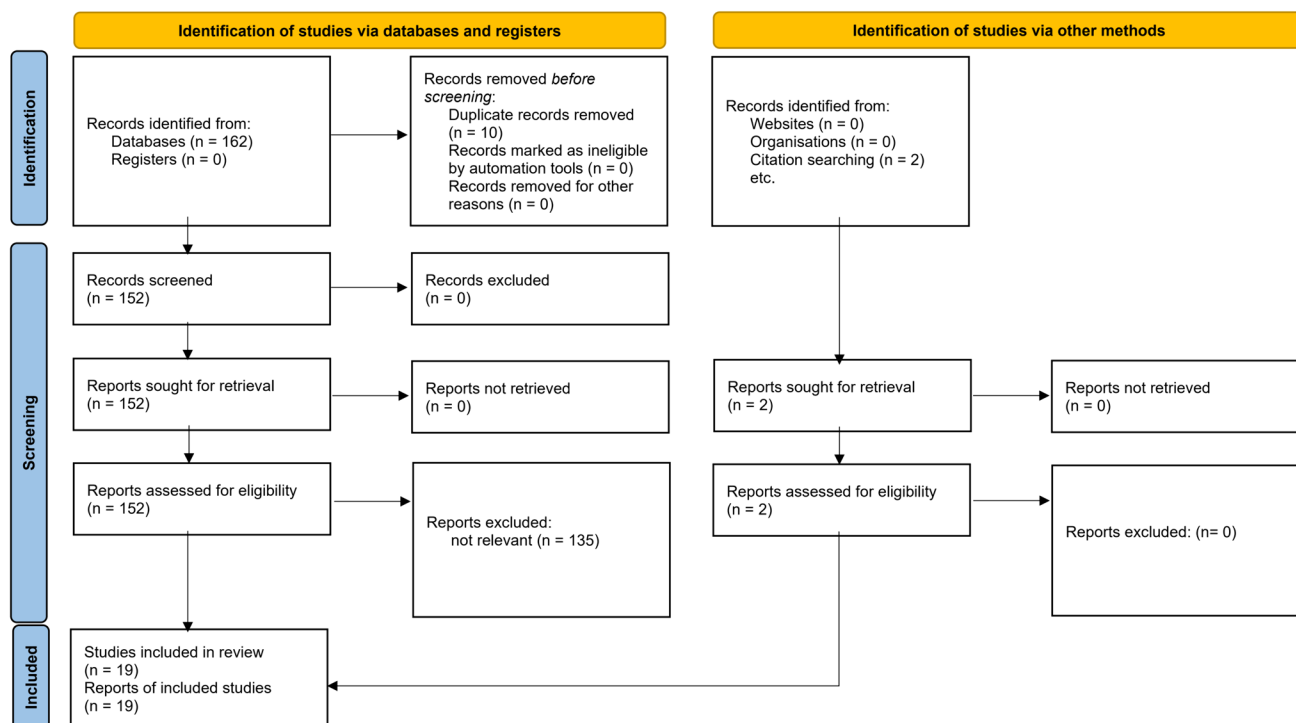 Identification of studies via databases and registers
Identification of studies via other methods
Identification
Records identified from:
Databases (n = 162)
Registers (n = 0)
Records removed before
screening:
Duplicate records removed
(n = 10)
Records marked as ineligible
by automation tools (n = 0)
Records removed for other
reasons (n = 0)
Records identified from:
Websites (n = 0)
Organisations (n = 0)
Citation searching (n = 2)
etc.
Screening
Records screened
(n = 152)
Records excluded
(n = 0)
Reports sought for retrieval
(n = 152)
Reports not retrieved
(n = 0)
Reports sought for retrieval
(n = 2)
Reports not retrieved
(n = 0)
Reports assessed for eligibility
(n = 152)
Reports excluded:
not relevant (n = 135)
Reports assessed for eligibility
(n = 2)
Reports excluded: (n= 0)
Included
Studies included in review
(n = 19)
Reports of included studies
(n = 19)